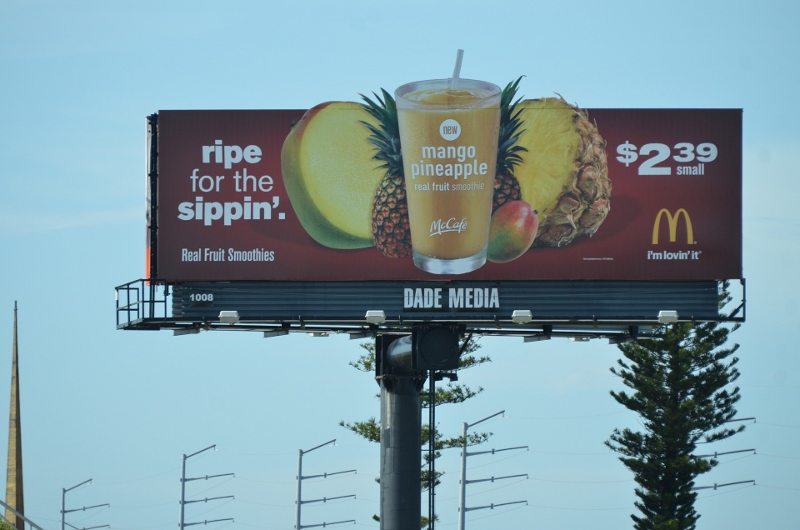 ripe
for the
sippin'.
Real Fruit Smoothies
new
mango
pineapple
real fruit smoothie
McCafé
$2 39
small
i'm lovin' it
1008
DADE MEDIA